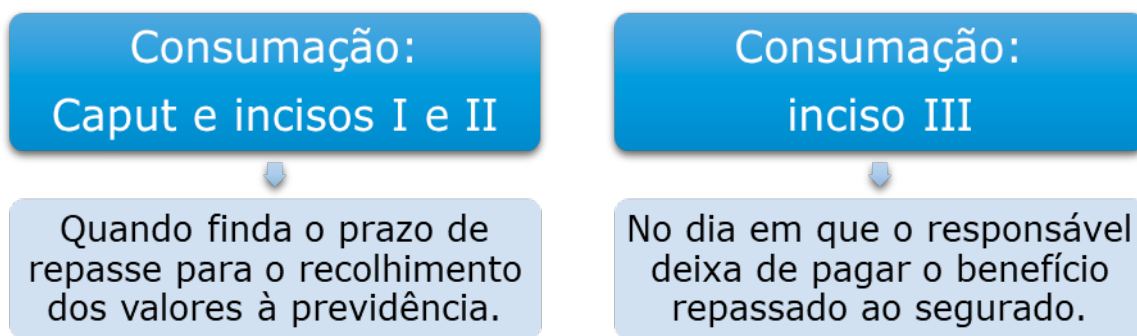 Consumação:
Caput e incisos I e II
Quando finda o prazo de
repasse para o recolhimento
dos valores à previdência.
Consumação:
inciso III
No dia em que o responsável
deixa de pagar o benefício
repassado ao segurado.